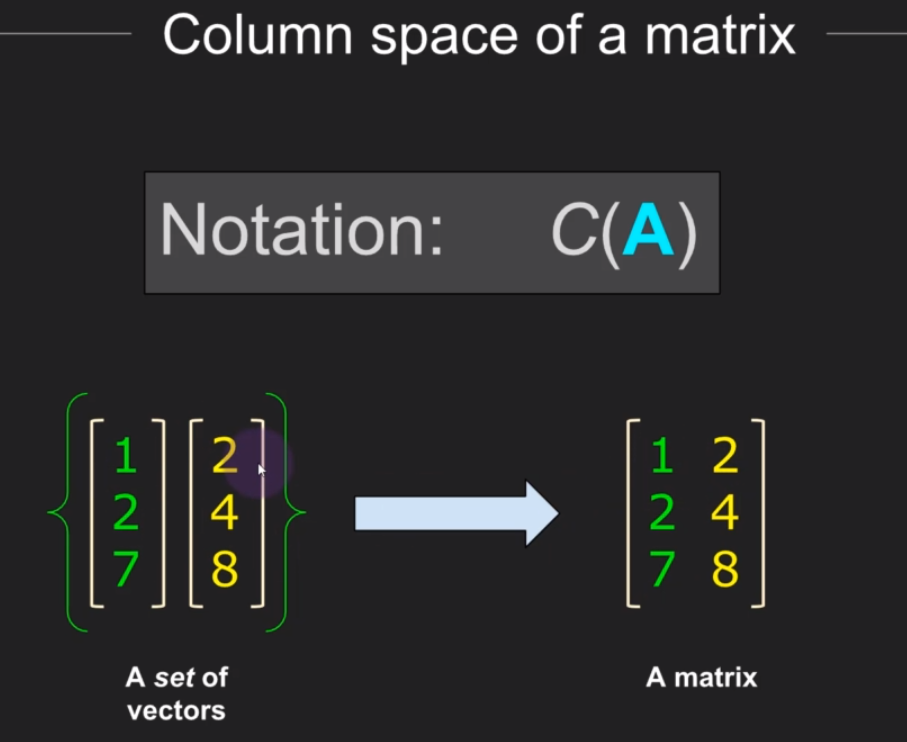 Column space of a matrix
Notation: C(A)
1 2 1 2
2 4 2 4
7 8 7 8
A set of A matrix
vectors